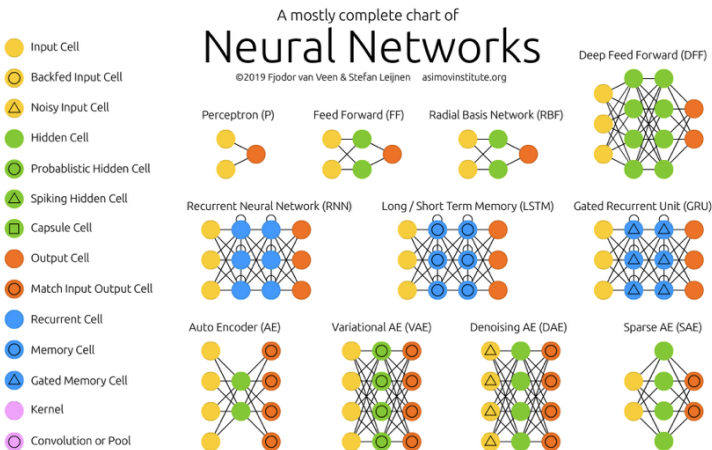 A mostly complete chart of
Neural Networks
©2019 Fjodor van Veen & Stefan Leijnen asimovinstitute.org
Input Cell
Backfed Input Cell
Noisy Input Cell
Hidden Cell
Probablistic Hidden Cell
Spiking Hidden Cell
Capsule Cell
Output Cell
Match Input Output Cell
Recurrent Cell
Memory Cell
Gated Memory Cell
Kernel
Convolution or Pool
Perceptron (P)
Feed Forward (FF)
Radial Basis Network (RBF)
Deep Feed Forward (DFF)
Recurrent Neural Network (RNN)
Long / Short Term Memory (LSTM)
Gated Recurrent Unit (GRU)
Auto Encoder (AE)
Variational AE (VAE)
Denoising AE (DAE)
Sparse AE (SAE)